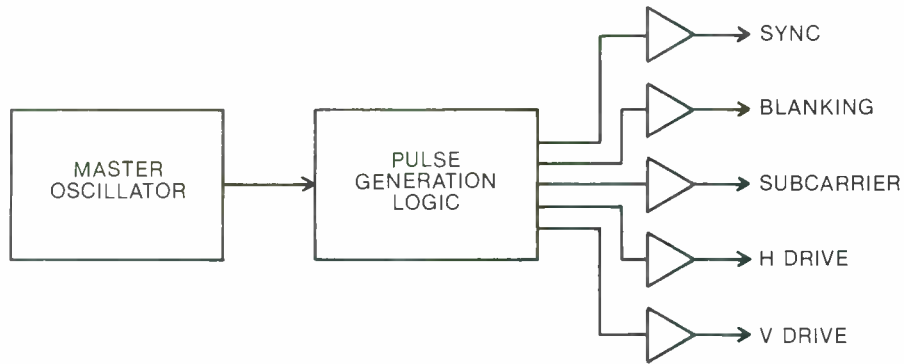 MASTER
OSCILLATOR
PULSE
GENERATION
LOGIC
SYNC
BLANKING
SUBCARRIER
H DRIVE
V DRIVE